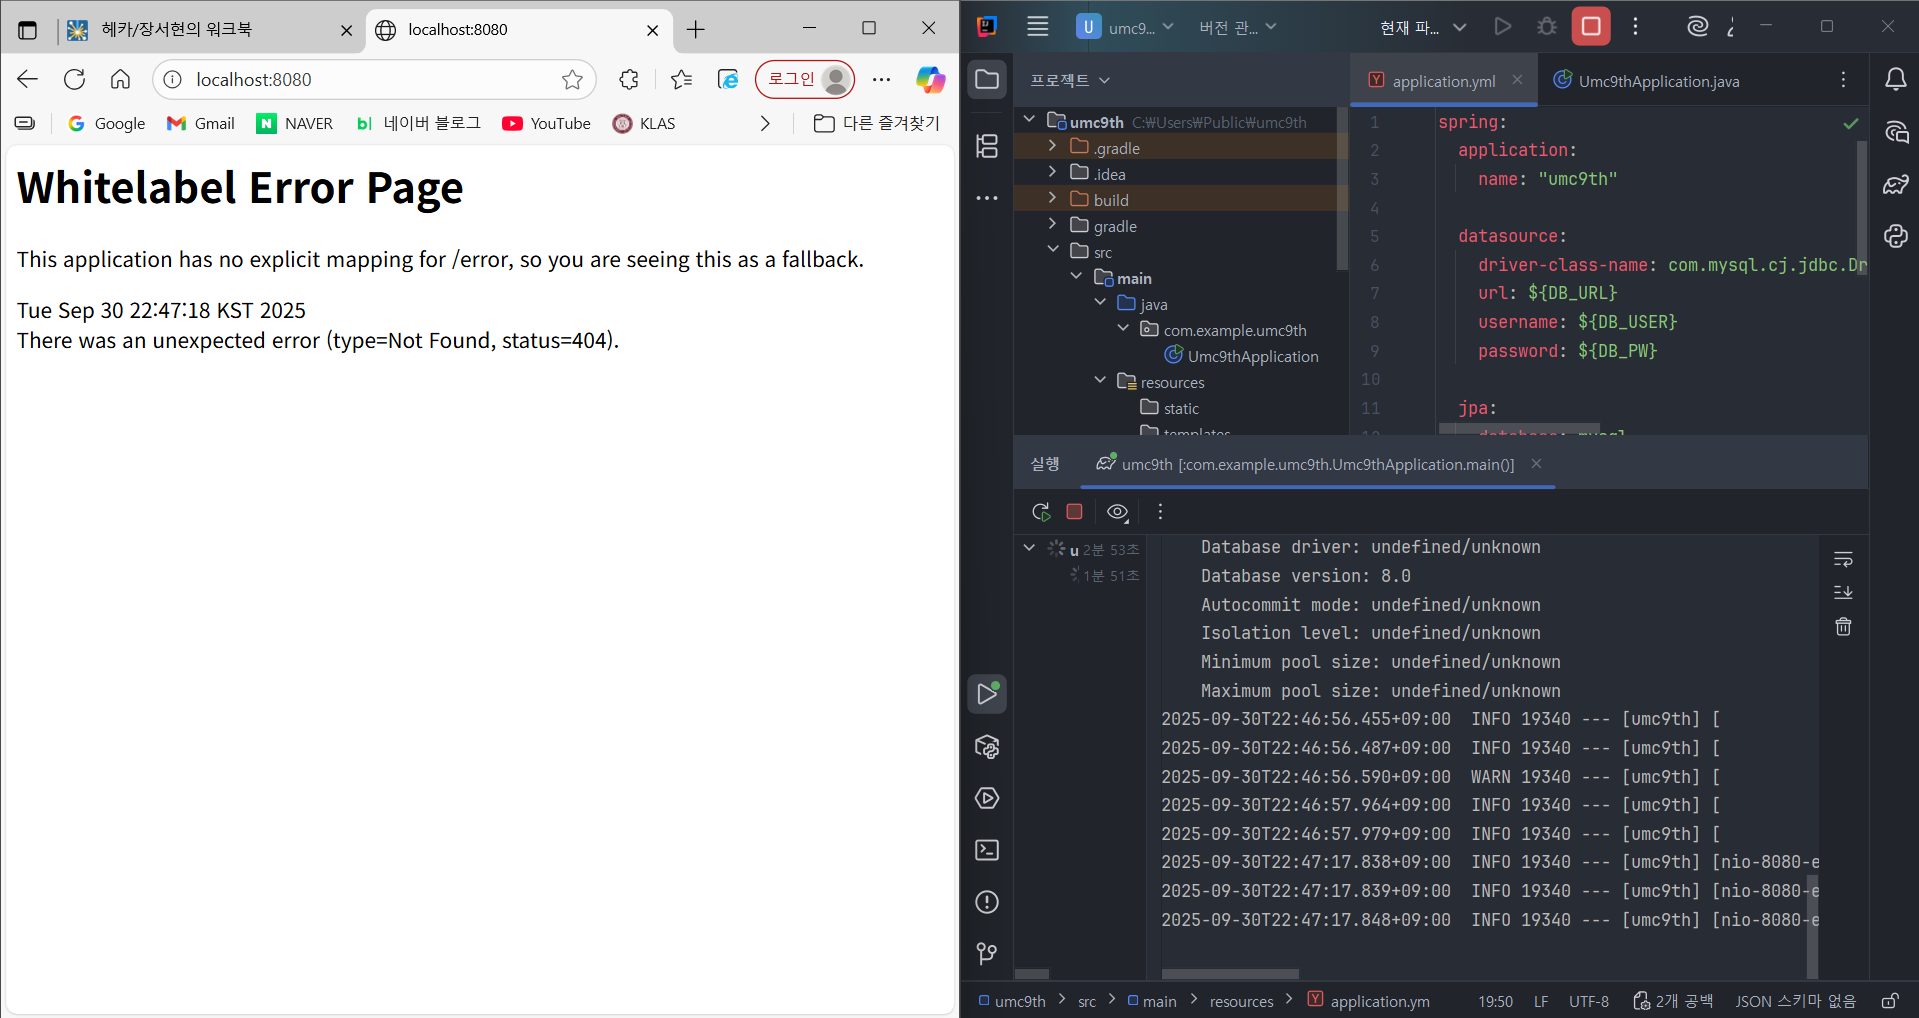 헤카/장서현의 워크북
localhost:8080
localhost:8080
로그인
Google
Gmail
NAVER
네이버 블로그
YouTube
KLAS
다른 즐겨찾기
Whitelabel Error Page
This application has no explicit mapping for /error, so you are seeing this as a fallback.
Tue Sep 30 22:47:18 KST 2025
There was an unexpected error (type=Not Found, status=404).
U umc9...
버전 관...
현재 파...
프로젝트
application.yml
Umc9thApplication.java
umc9th C:₩Users₩Public₩umc9th
.gradle
.idea
build
gradle
src
main
java
com.example.umc9th
Umc9thApplication
resources
static
templates
1 spring:
2 application:
3 name: "umc9th"
4
5 datasource:
6 driver-class-name: com.mysql.cj.jdbc.Dr
7 url: ${DB_URL}
8 username: ${DB_USER}
9 password: ${DB_PW}
10
11 jpa:
12 database: mysql
실행
umc9th [:com.example.umc9th.Umc9thApplication.main()]
u 2분 53초
1분 51초
Database driver: undefined/unknown
Database version: 8.0
Autocommit mode: undefined/unknown
Isolation level: undefined/unknown
Minimum pool size: undefined/unknown
Maximum pool size: undefined/unknown
2025-09-30T22:46:56.455+09:00 INFO 19340 --- [umc9th] [
2025-09-30T22:46:56.487+09:00 INFO 19340 --- [umc9th] [
2025-09-30T22:46:56.590+09:00 WARN 19340 --- [umc9th] [
2025-09-30T22:46:57.964+09:00 INFO 19340 --- [umc9th] [
2025-09-30T22:46:57.979+09:00 INFO 19340 --- [umc9th] [
2025-09-30T22:47:17.838+09:00 INFO 19340 --- [umc9th] [nio-8080-e
2025-09-30T22:47:17.839+09:00 INFO 19340 --- [umc9th] [nio-8080-e
2025-09-30T22:47:17.848+09:00 INFO 19340 --- [umc9th] [nio-8080-e
umc9th > src > main > resources > application.ym
19:50
LF
UTF-8
2개 공백
JSON 스키마 없음